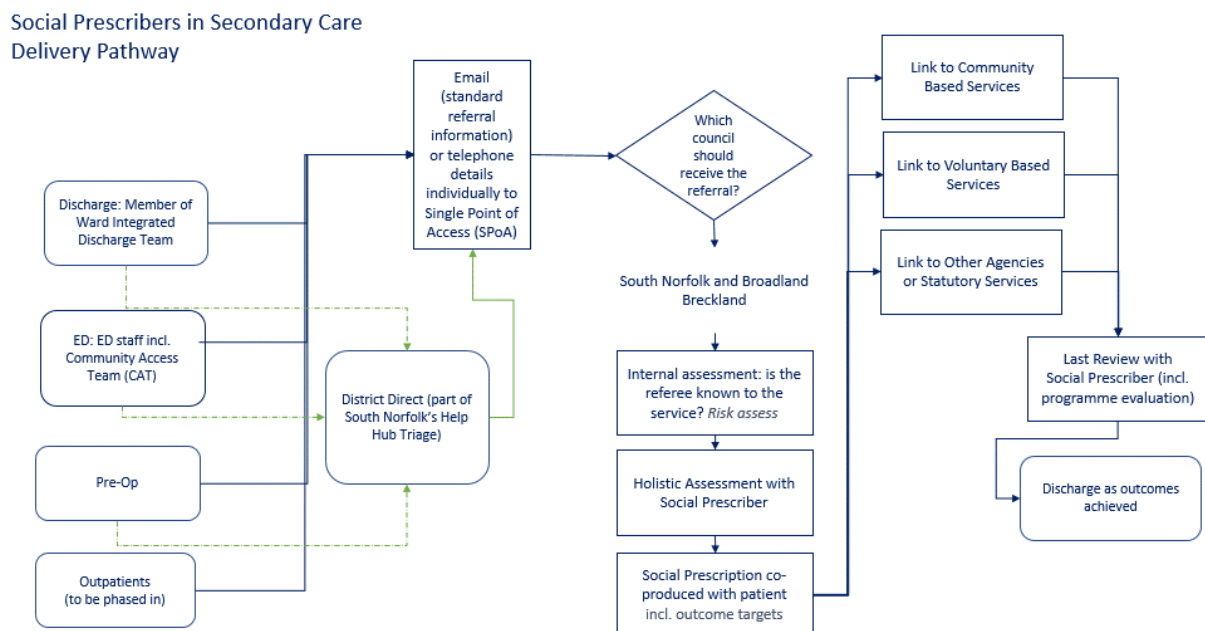 Social Prescribers in Secondary Care
Delivery Pathway
Discharge: Member of
Ward Integrated
Discharge Team
ED: ED staff incl.
Community Access
Team (CAT)
Pre-Op
Outpatients
(to be phased in)
District Direct (part of
South Norfolk’s Help
Hub Triage)
Email
(standard
referral
information)
or telephone
details
individually to
Single Point of
Access (SPoA)
Which
council
should
receive the
referral?
South Norfolk and Broadland
Breckland
Internal assessment: is the
referee known to the
service? Risk assess
Holistic Assessment with
Social Prescriber
Social Prescription co-
produced with patient
incl. outcome targets
Link to Community
Based Services
Link to Voluntary Based
Services
Link to Other Agencies
or Statutory Services
Last Review with
Social Prescriber (incl.
programme evaluation)
Discharge as outcomes
achieved